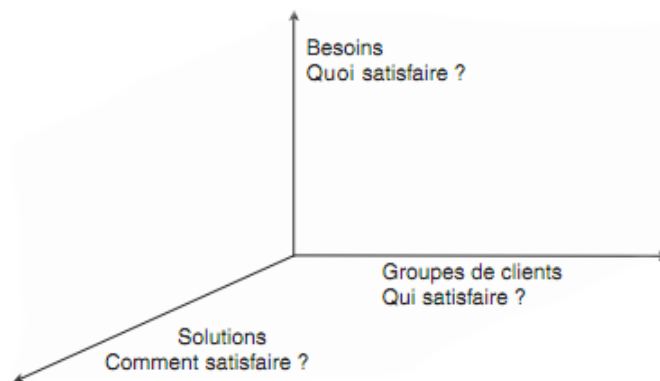 Besoins
Quoi satisfaire ?
Groupes de clients
Qui satisfaire ?
Solutions
Comment satisfaire ?